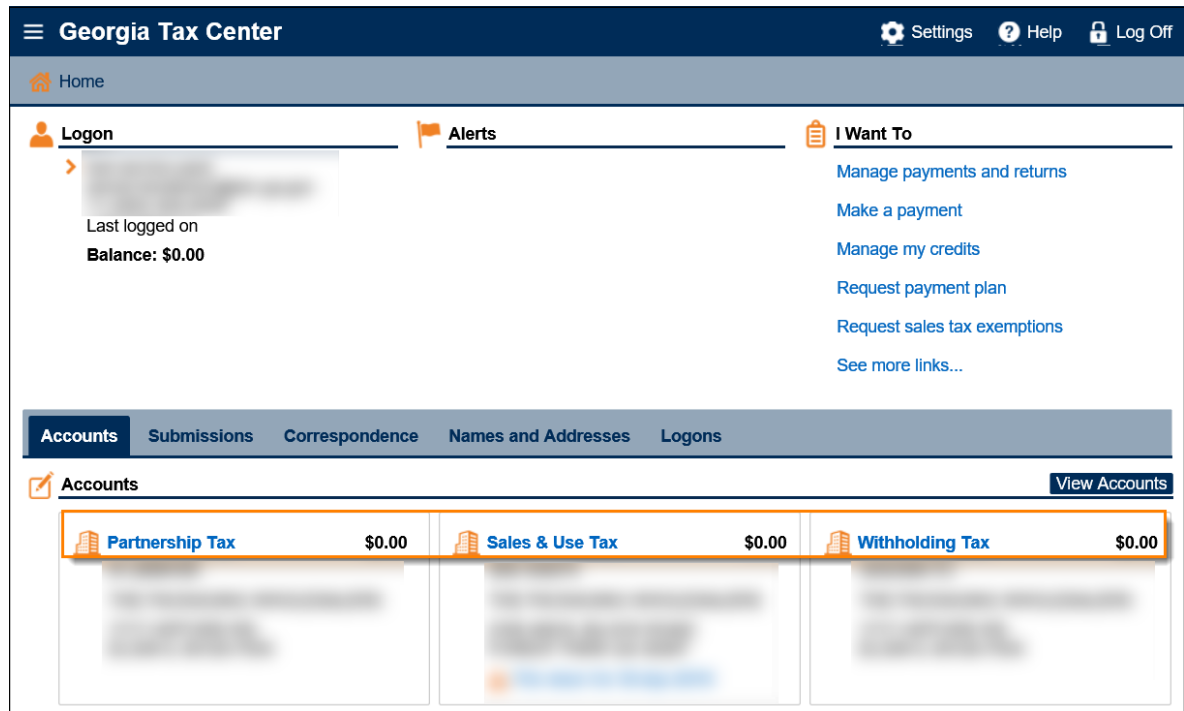 Georgia Tax Center
Settings
Help
Log Off
Home
Logon
Last logged on
Balance: $0.00
Alerts
I Want To
Manage payments and returns
Make a payment
Manage my credits
Request payment plan
Request sales tax exemptions
See more links...
Accounts Submissions Correspondence Names and Addresses Logons
Accounts
View Accounts
Partnership Tax $0.00
Sales & Use Tax $0.00
Withholding Tax $0.00